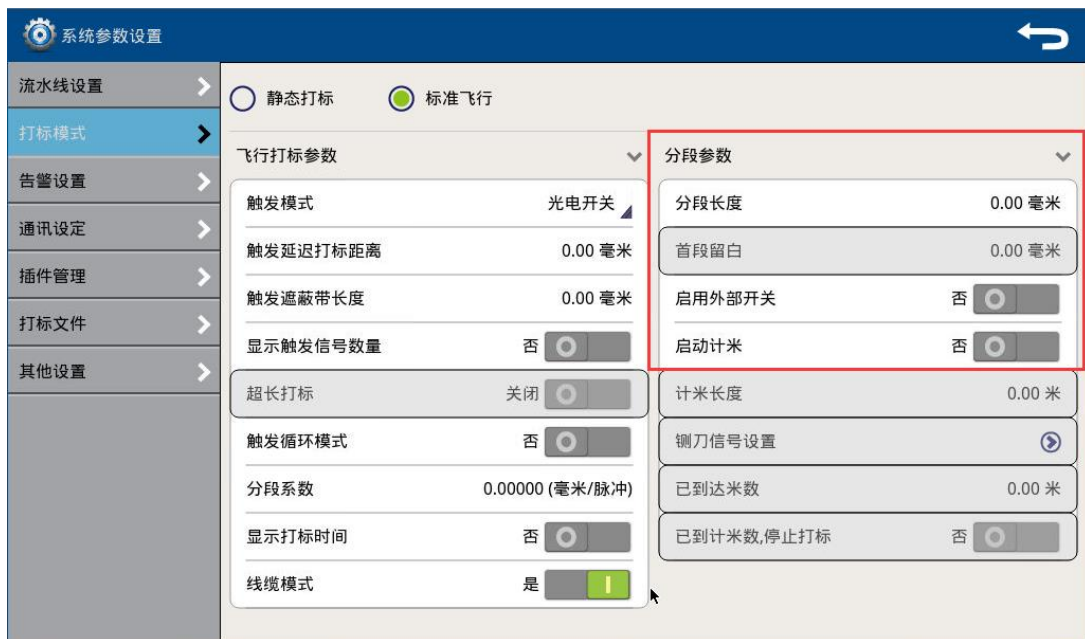 系统参数设置
流水线设置
打标模式
告警设置
通讯设定
插件管理
打标文件
其他设置
静态打标 标准飞行
飞行打标参数
触发模式 光电开关
触发延迟打标距离 0.00 毫米
触发遮蔽带长度 0.00 毫米
显示触发信号数量 否
超长打标 关闭
触发循环模式 否
分段系数 0.00000 (毫米/脉冲)
显示打标时间 否
线缆模式 是
分段参数
分段长度 0.00 毫米
首段留白 0.00 毫米
启用外部开关 否
启动计米 否
计米长度 0.00 米
铡刀信号设置
已到达米数 0.00 米
已到计米数,停止打标 否